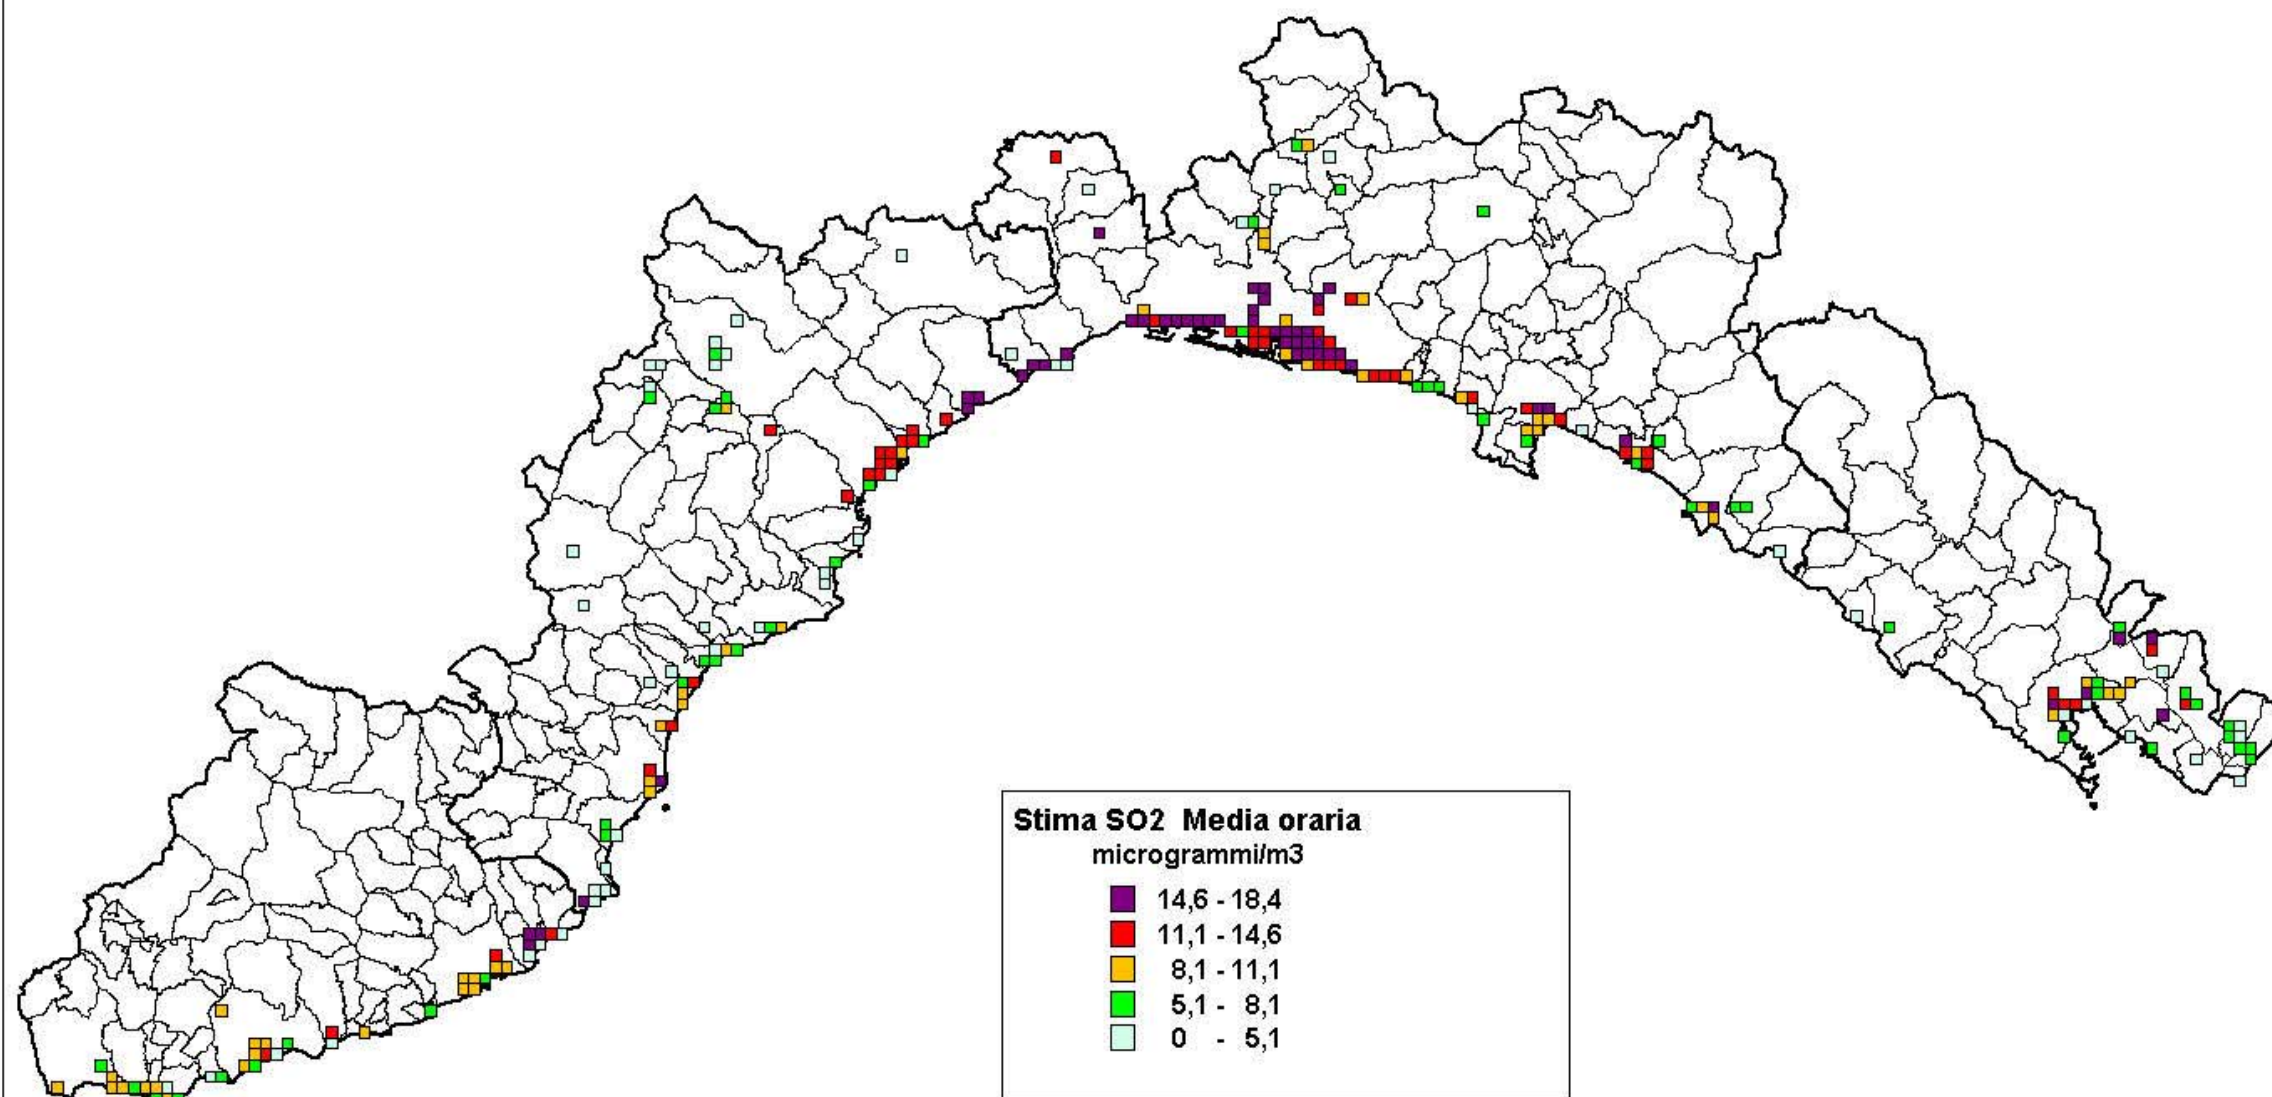 Stima SO2 Media oraria
microgrammi/m3
14,6 - 18,4
11,1 - 14,6
8,1 - 11,1
5,1 - 8,1
0 - 5,1